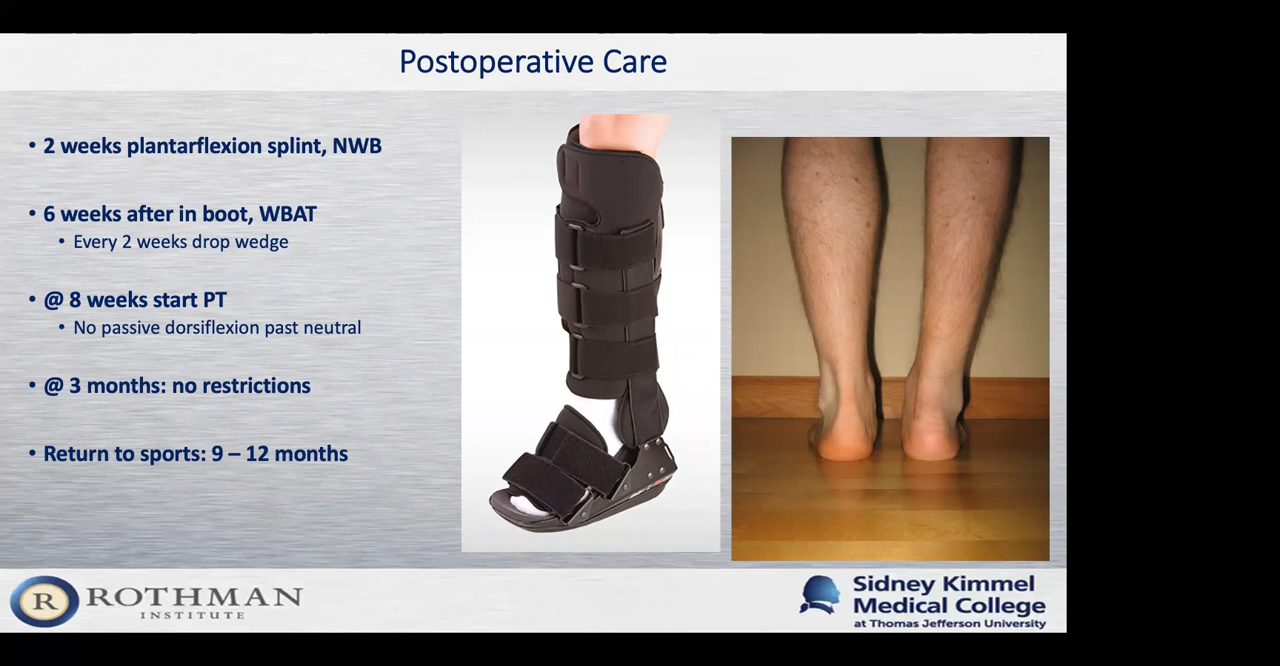 Postoperative Care
• 2 weeks plantarflexion splint, NWB
• 6 weeks after in boot, WBAT
• Every 2 weeks drop wedge
• @ 8 weeks start PT
• No passive dorsiflexion past neutral
• @ 3 months: no restrictions
• Return to sports: 9 – 12 months
R ROTHMAN
INSTITUTE
Sidney Kimmel
Medical College
at Thomas Jefferson University